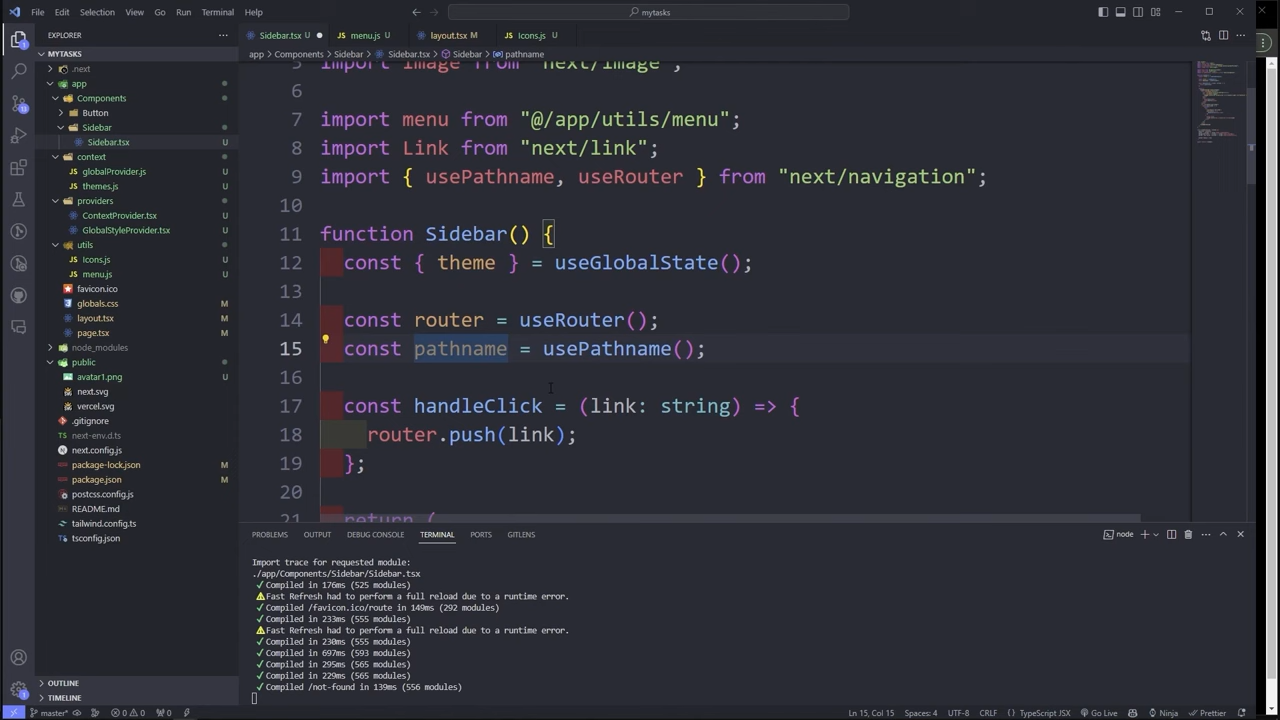 File Edit Selection View Go Run Terminal Help
mytasks
EXPLORER
Sidebar.tsx
menu.js U
layout.tsx M
Icons.js U
app > Components > Sidebar > Sidebar.tsx > Sidebar > pathname
MYTASKS
.next
app
Components
Button
Sidebar
Sidebar.tsx U
context
globalProvider.js U
themes.js U
providers
ContextProvider.tsx U
GlobalStyleProvider.tsx U
utils
Icons.js U
menu.js U
favicon.ico
globals.css M
layout.tsx M
page.tsx M
node_modules
public
avatar1.png U
next.svg
vercel.svg
.gitignore
next-env.d.ts
next.config.js
package-lock.json M
package.json M
postcss.config.js
README.md
tailwind.config.ts
tsconfig.json
OUTLINE
TIMELINE
5 import Image from "next/image";
6
7 import menu from "@/app/utils/menu";
8 import Link from "next/link";
9 import { usePathname, useRouter } from "next/navigation";
10
11 function Sidebar() {
12 const { theme } = useGlobalState();
13
14 const router = useRouter();
15 const pathname = usePathname();
16
17 const handleClick = (link: string) => {
18 router.push(link);
19 };
20
21 return (
PROBLEMS OUTPUT DEBUG CONSOLE TERMINAL PORTS GITLENS
node
Import trace for requested module:
./app/Components/Sidebar/Sidebar.tsx
✓ Compiled in 176ms (525 modules)
⚠ Fast Refresh had to perform a full reload due to a runtime error.
✓ Compiled /favicon.ico/route in 149ms (292 modules)
✓ Compiled in 233ms (555 modules)
⚠ Fast Refresh had to perform a full reload due to a runtime error.
✓ Compiled in 230ms (555 modules)
✓ Compiled in 697ms (593 modules)
✓ Compiled in 295ms (565 modules)
✓ Compiled in 229ms (565 modules)
✓ Compiled /not-found in 139ms (556 modules)
master* 0 0 0 Ln 15, Col 15 Spaces: 4 UTF-8 CRLF {} TypeScript JSX Go Live Ninja Prettier